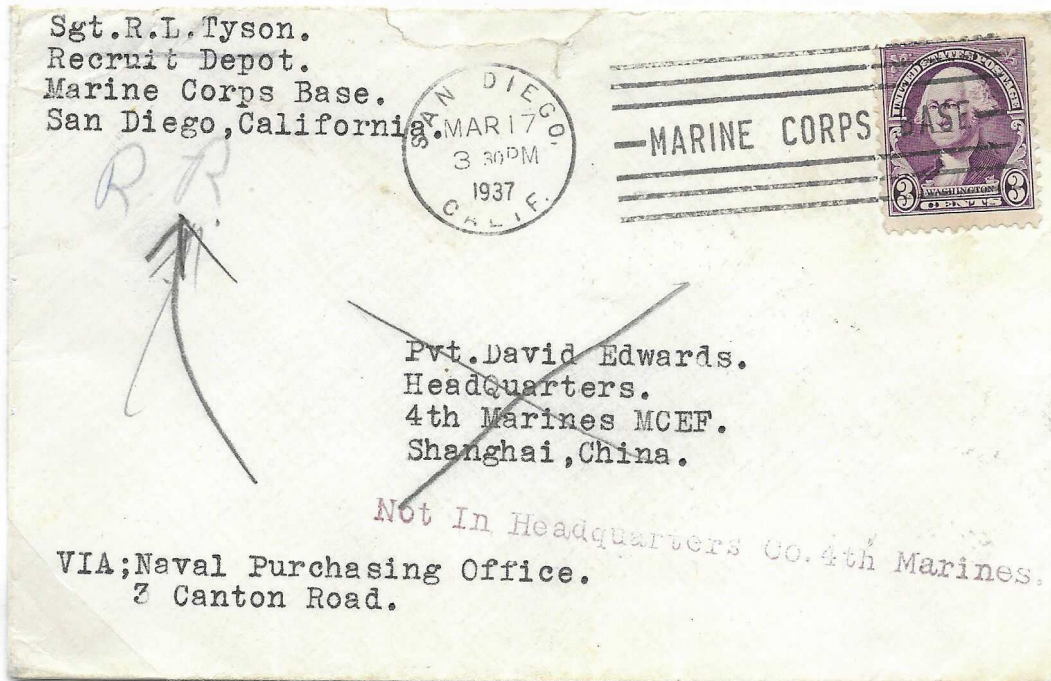 Sgt.R.L.Tyson.
Recruit Depot.
Marine Corps Base.
San Diego,California.
SAN DIEGO,
MAR 17
3 30PM
1937
CALIF.
MARINE CORPS BASE
UNITED STATES POSTAGE
3 WASHINGTON 3
CENTS
R R
Pvt.David Edwards.
HeadQuarters.
4th Marines MCEF.
Shanghai,China.
Not In Headquarters Co. 4th Marines.
VIA;Naval Purchasing Office.
3 Canton Road.